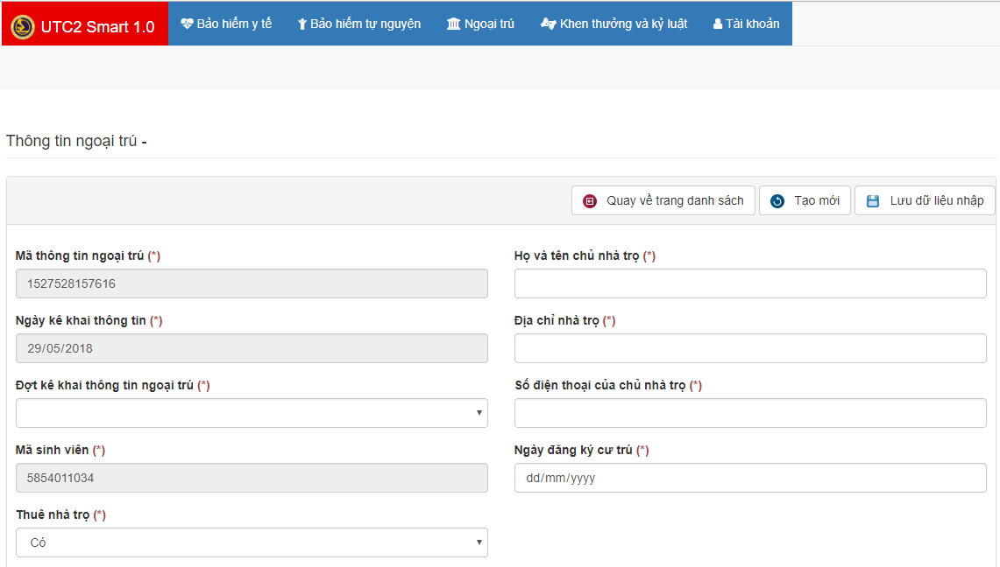 UTC2 Smart 1.0
Bảo hiểm y tế
Bảo hiểm tự nguyện
Ngoại trú
Khen thưởng và kỷ luật
Tài khoản
Thông tin ngoại trú -
Quay về trang danh sách
Tạo mới
Lưu dữ liệu nhập
Mã thông tin ngoại trú (*)
1527528157616
Ngày kê khai thông tin (*)
29/05/2018
Đợt kê khai thông tin ngoại trú (*)
Mã sinh viên (*)
5854011034
Thuê nhà trọ (*)
Có
Họ và tên chủ nhà trọ (*)
Địa chỉ nhà trọ (*)
Số điện thoại của chủ nhà trọ (*)
Ngày đăng ký cư trú (*)
dd/mm/yyyy